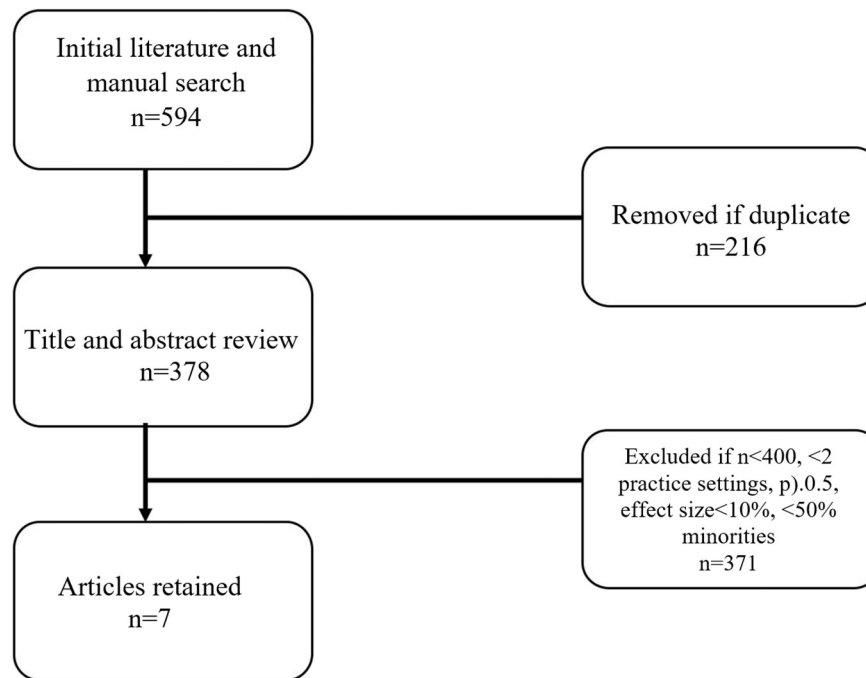 Initial literature and
manual search
n=594
Removed if duplicate
n=216
Title and abstract review
n=378
Excluded if n<400, <2
practice settings, p).0.5,
effect size<10%, <50%
minorities
n=371
Articles retained
n=7